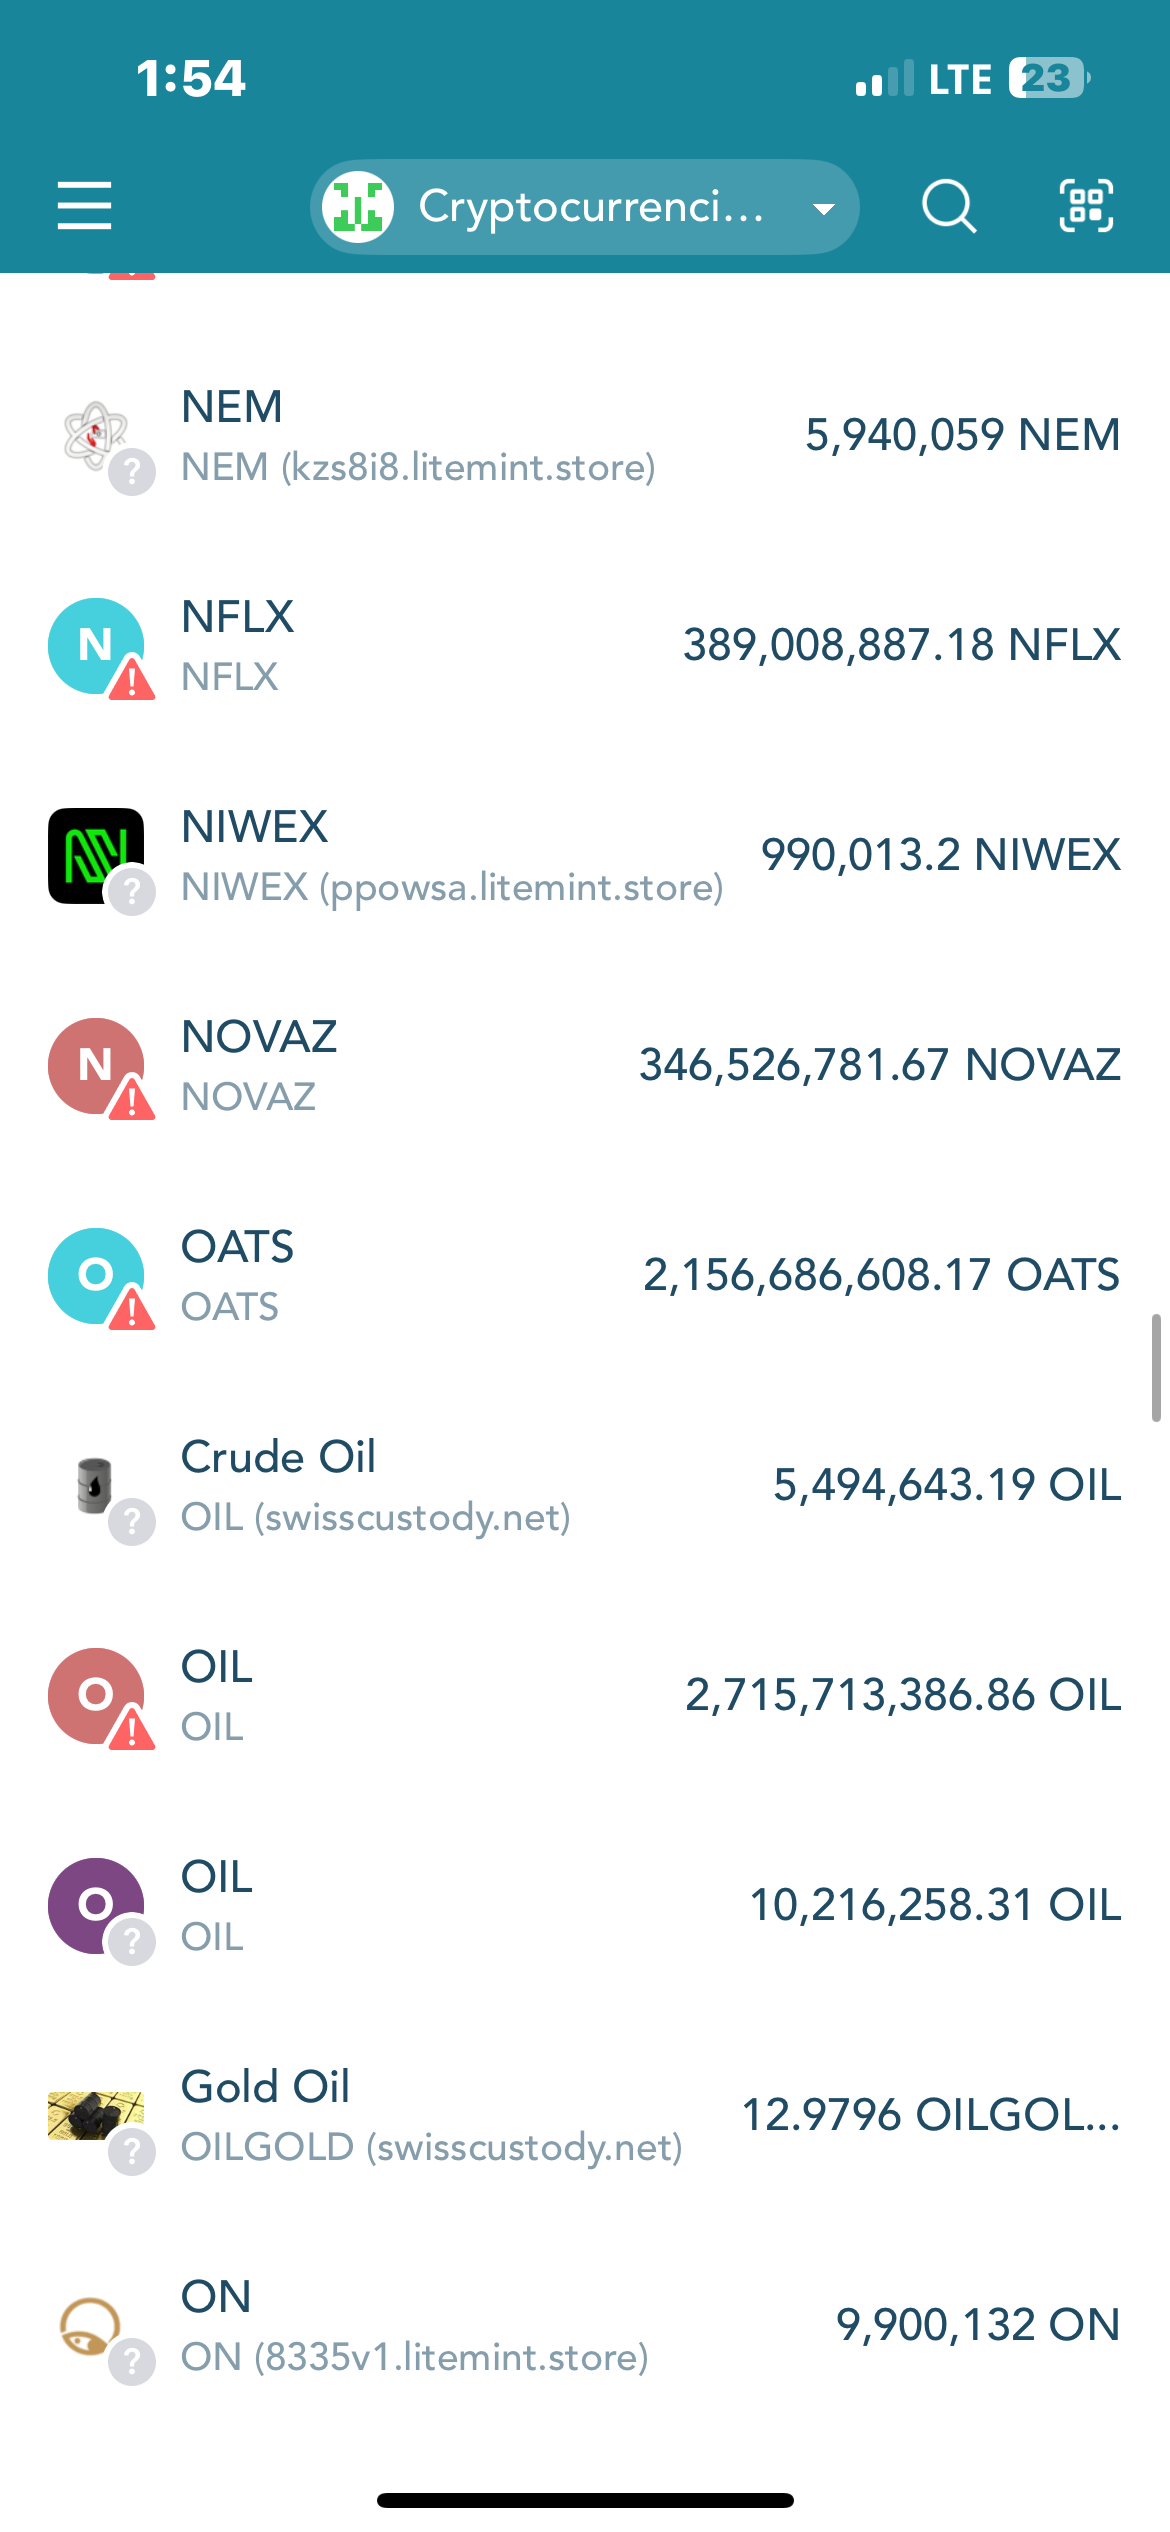 1:54
LTE 23
Cryptocurrenci...
NEM
5,940,059 NEM
NEM (kzs8i8.litemint.store)
N
NFLX
389,008,887.18 NFLX
NFLX
NIWEX
990,013.2 NIWEX
NIWEX (ppowsa.litemint.store)
N
NOVAZ
346,526,781.67 NOVAZ
NOVAZ
O
OATS
2,156,686,608.17 OATS
OATS
Crude Oil
5,494,643.19 OIL
OIL (swisscustody.net)
O
OIL
2,715,713,386.86 OIL
OIL
O
OIL
10,216,258.31 OIL
OIL
Gold Oil
12.9796 OILGOL...
OILGOLD (swisscustody.net)
ON
9,900,132 ON
ON (8335v1.litemint.store)